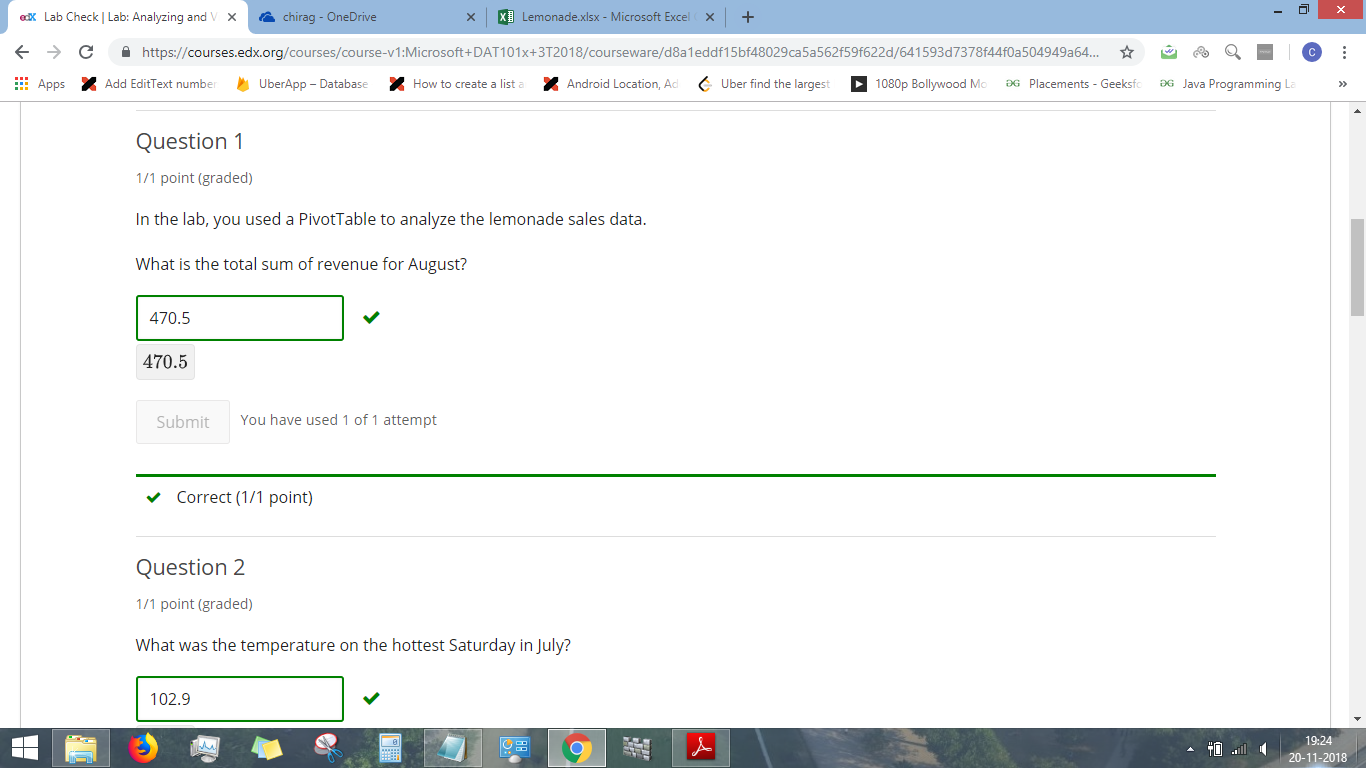 edX Lab Check | Lab: Analyzing and V
chirag - OneDrive
Lemonade.xlsx - Microsoft Excel
https://courses.edx.org/courses/course-v1:Microsoft+DAT101x+3T2018/courseware/d8a1eddf15bf48029ca5a562f59f622d/641593d7378f44f0a504949a64...
C
Apps
Add EditText number
UberApp – Database
How to create a list a
Android Location, Ad
Uber find the largest
1080p Bollywood Mo
Placements - Geeksfo
Java Programming La
»
Question 1
1/1 point (graded)
In the lab, you used a PivotTable to analyze the lemonade sales data.
What is the total sum of revenue for August?
470.5
470.5
Submit You have used 1 of 1 attempt
Correct (1/1 point)
Question 2
1/1 point (graded)
What was the temperature on the hottest Saturday in July?
102.9
19:24
20-11-2018